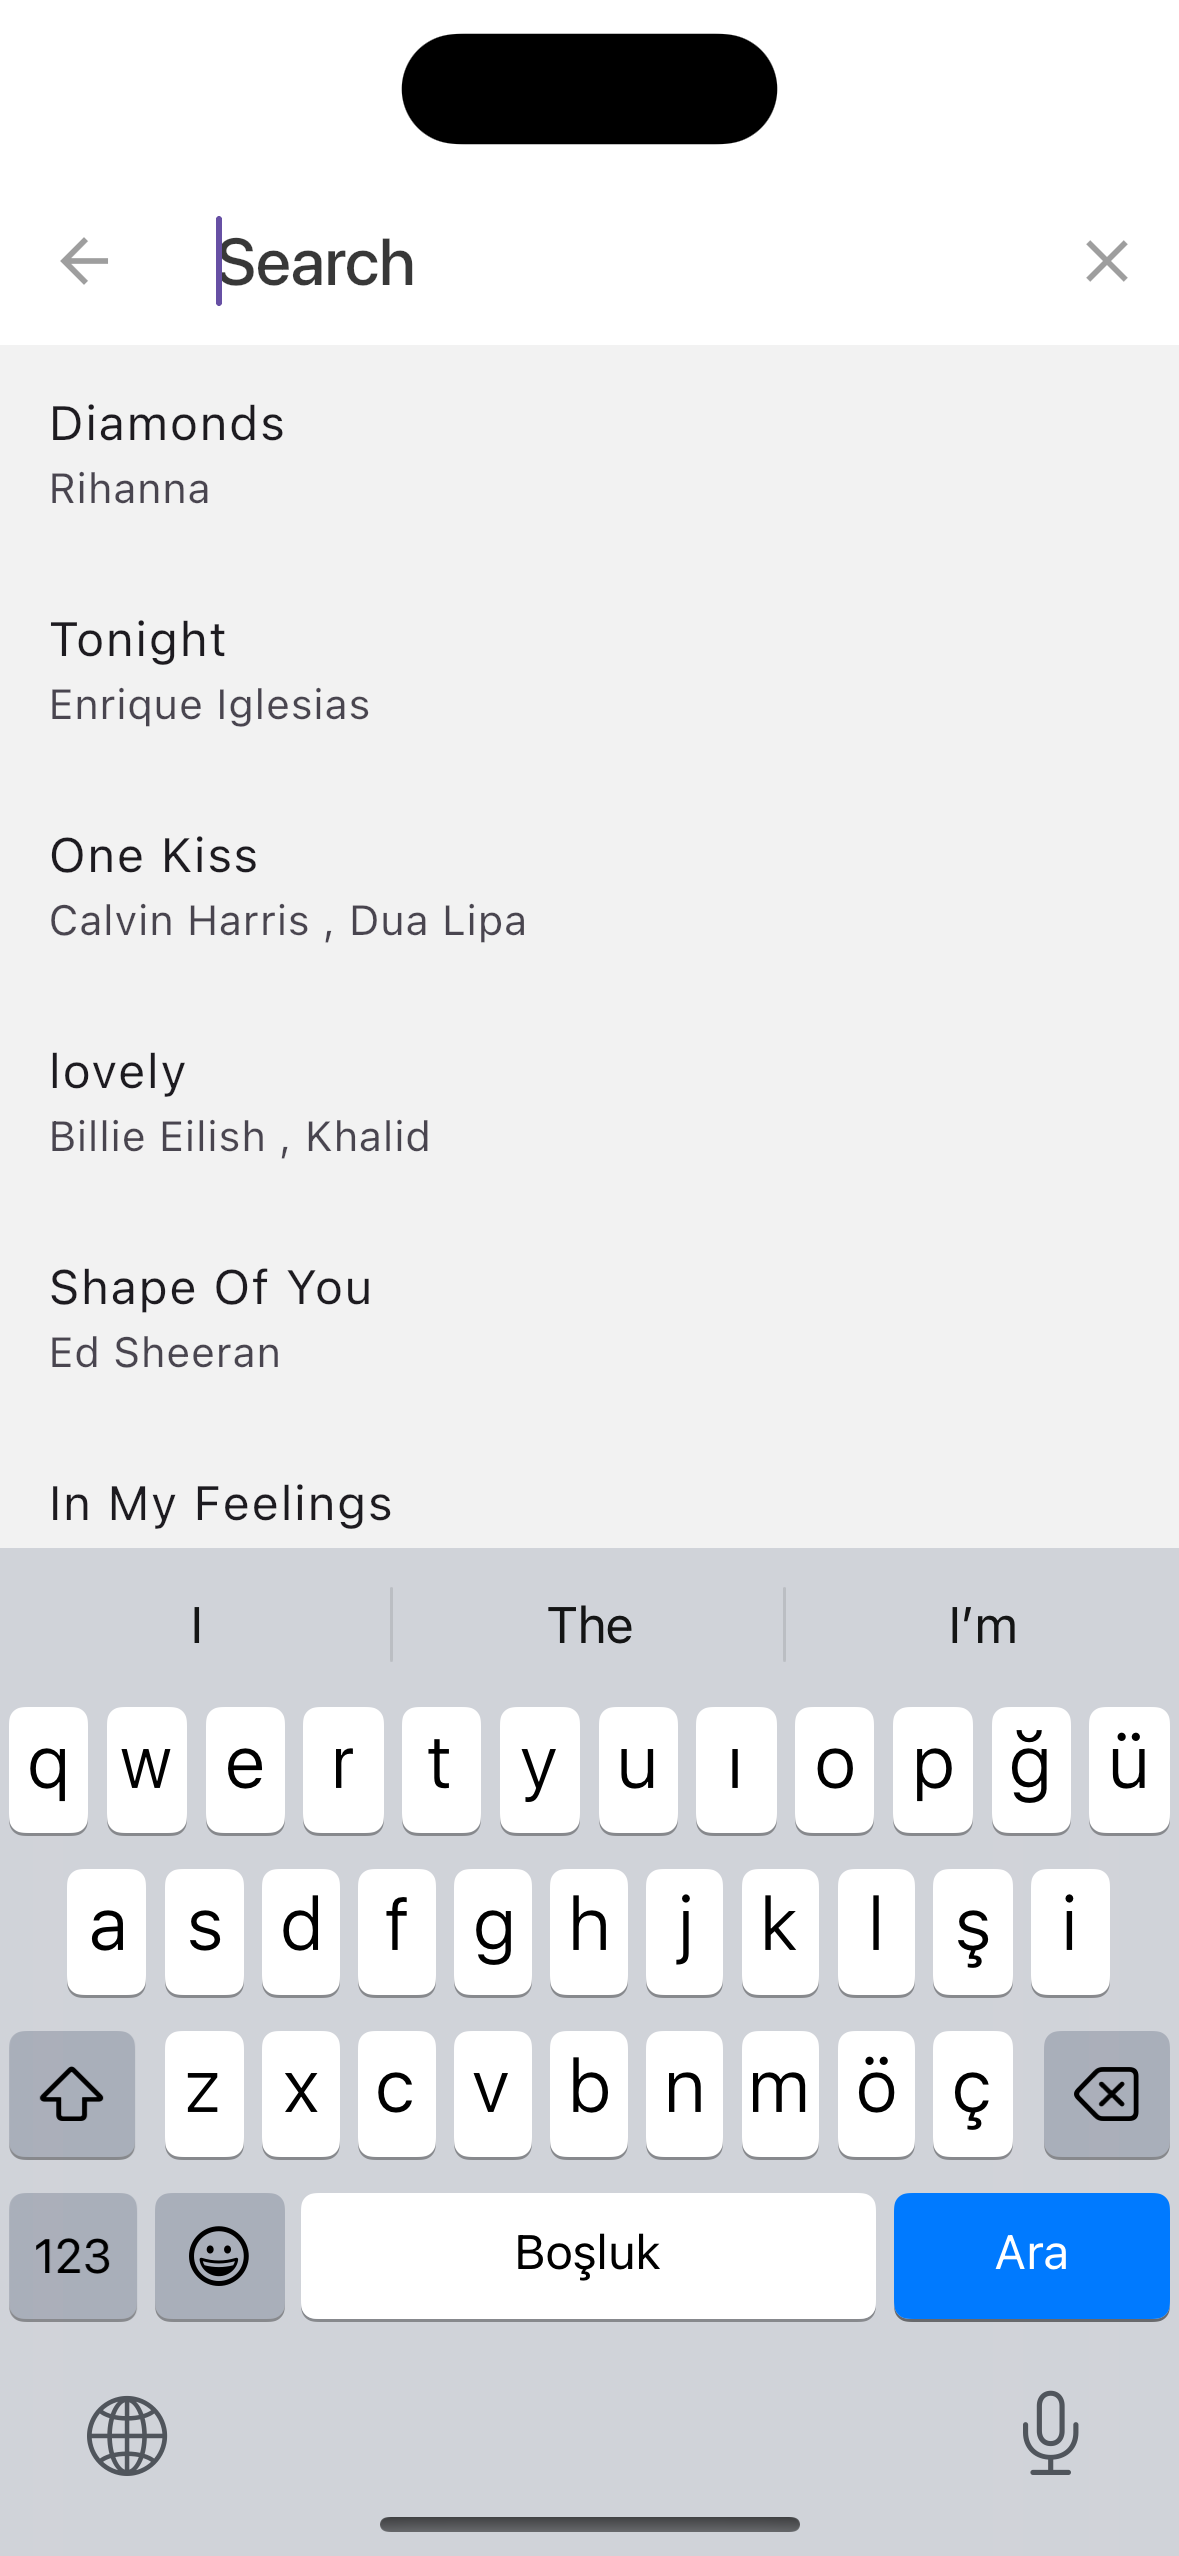 Search
Diamonds
Rihanna
Tonight
Enrique Iglesias
One Kiss
Calvin Harris , Dua Lipa
lovely
Billie Eilish , Khalid
Shape Of You
Ed Sheeran
In My Feelings
I The I’m
q w e r t y u ı o p ğ ü
a s d f g h j k l ş i
z x c v b n m ö ç
123 Boşluk Ara